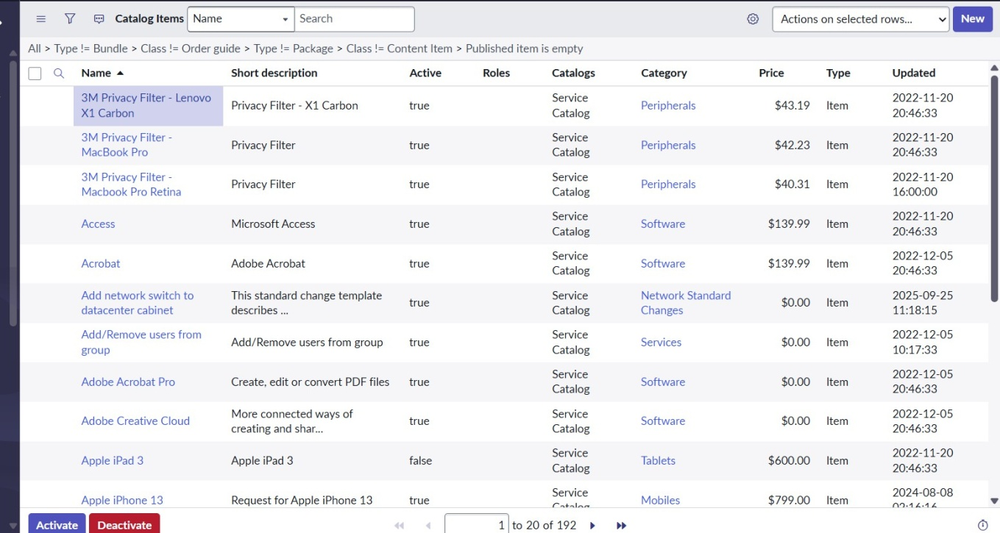 Catalog Items Name Search Actions on selected rows... New
All > Type != Bundle > Class != Order guide > Type != Package > Class != Content Item > Published item is empty
Name Short description Active Roles Catalogs Category Price Type Updated
3M Privacy Filter - Lenovo
X1 Carbon
Privacy Filter - X1 Carbon
true
Service
Catalog
Peripherals
$43.19
Item
2022-11-20
20:46:33
3M Privacy Filter -
MacBook Pro
Privacy Filter
true
Service
Catalog
Peripherals
$42.23
Item
2022-11-20
20:46:33
3M Privacy Filter -
Macbook Pro Retina
Privacy Filter
true
Service
Catalog
Peripherals
$40.31
Item
2022-11-20
16:00:00
Access
Microsoft Access
true
Service
Catalog
Software
$139.99
Item
2022-11-20
20:46:33
Acrobat
Adobe Acrobat
true
Service
Catalog
Software
$139.99
Item
2022-12-05
20:46:33
Add network switch to
datacenter cabinet
This standard change template
describes ...
true
Service
Catalog
Network Standard
Changes
$0.00
Item
2025-09-25
11:18:15
Add/Remove users from
group
Add/Remove users from group
true
Service
Catalog
Services
$0.00
Item
2022-12-05
10:17:33
Adobe Acrobat Pro
Create, edit or convert PDF files
true
Service
Catalog
Software
$0.00
Item
2022-12-05
20:46:33
Adobe Creative Cloud
More connected ways of
creating and shar...
true
Service
Catalog
Software
$0.00
Item
2022-12-05
20:46:33
Apple iPad 3
Apple iPad 3
false
Service
Catalog
Tablets
$600.00
Item
2022-11-20
20:46:33
Apple iPhone 13
Request for Apple iPhone 13
true
Service
Catalog
Mobiles
$799.00
Item
2024-08-08
Activate Deactivate 1 to 20 of 192